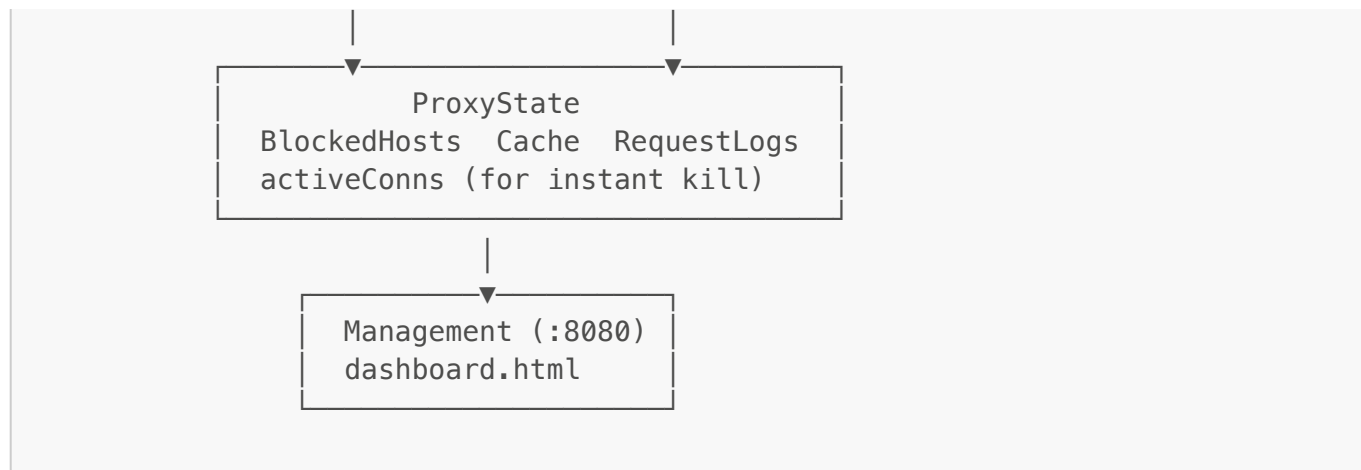 ProxyState
BlockedHosts Cache RequestLogs
activeConns (for instant kill)
Management (:8080)
dashboard.html